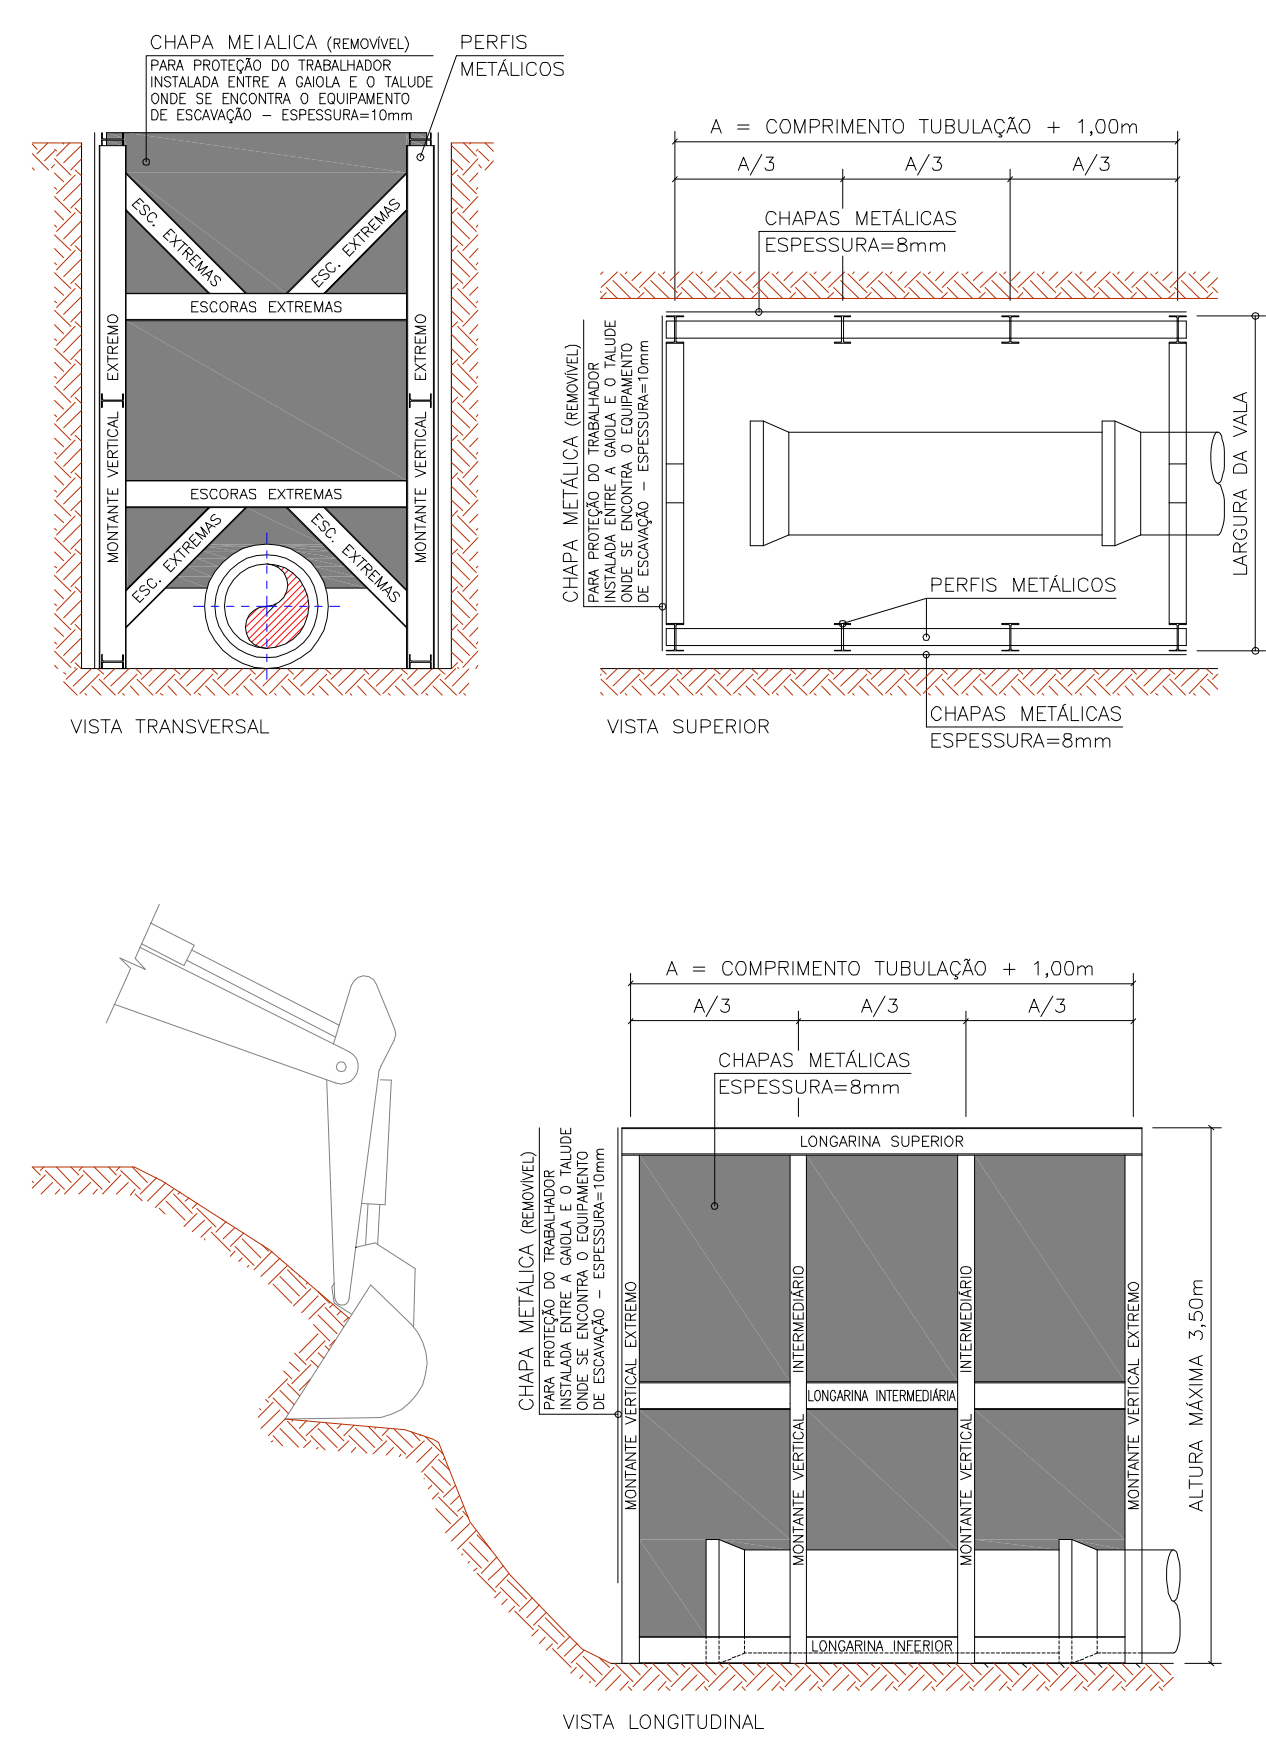 CHAPA MEIALICA (REMOVÍVEL)
PARA PROTEÇÃO DO TRABALHADOR
INSTALADA ENTRE A GAIOLA E O TALUDE
ONDE SE ENCONTRA O EQUIPAMENTO
DE ESCAVAÇÃO - ESPESSURA=10mm
PERFIS
METÁLICOS
ESC. EXTREMAS
ESC. EXTREMAS
ESCORAS EXTREMAS
MONTANTE VERTICAL EXTREMO
MONTANTE VERTICAL EXTREMO
ESCORAS EXTREMAS
ESC. EXTREMAS
ESC. EXTREMAS
VISTA TRANSVERSAL
A = COMPRIMENTO TUBULAÇÃO + 1,00m
A/3
A/3
A/3
CHAPAS METÁLICAS
ESPESSURA=8mm
CHAPA METÁLICA (REMOVÍVEL)
PARA PROTEÇÃO DO TRABALHADOR
INSTALADA ENTRE A GAIOLA E O TALUDE
ONDE SE ENCONTRA O EQUIPAMENTO
DE ESCAVAÇÃO - ESPESSURA=10mm
LARGURA DA VALA
PERFIS METÁLICOS
CHAPAS METÁLICAS
ESPESSURA=8mm
VISTA SUPERIOR
A = COMPRIMENTO TUBULAÇÃO + 1,00m
A/3
A/3
A/3
CHAPAS METÁLICAS
ESPESSURA=8mm
LONGARINA SUPERIOR
CHAPA METÁLICA (REMOVÍVEL)
PARA PROTEÇÃO DO TRABALHADOR
INSTALADA ENTRE A GAIOLA E O TALUDE
ONDE SE ENCONTRA O EQUIPAMENTO
DE ESCAVAÇÃO - ESPESSURA=10mm
MONTANTE VERTICAL EXTREMO
MONTANTE VERTICAL INTERMEDIÁRIO
MONTANTE VERTICAL INTERMEDIÁRIO
MONTANTE VERTICAL EXTREMO
LONGARINA INTERMEDIÁRIA
ALTURA MÁXIMA 3,50m
LONGARINA INFERIOR
VISTA LONGITUDINAL